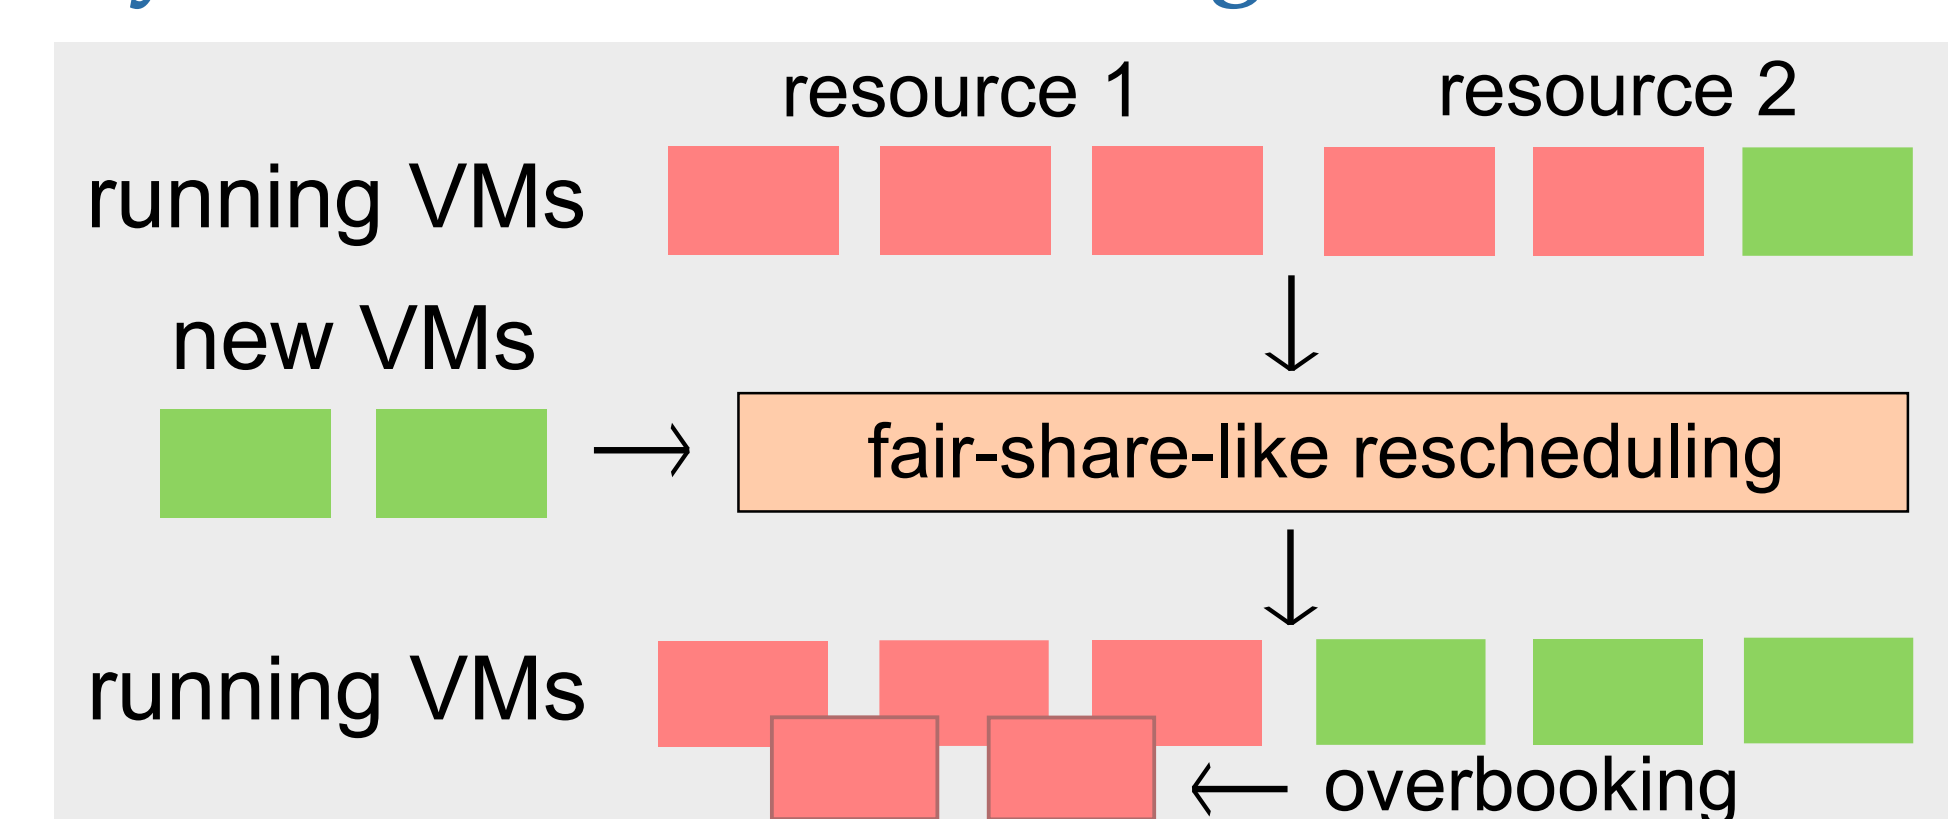 resource 1 resource 2
running VMs
new VMs
fair-share-like rescheduling
running VMs
overbooking